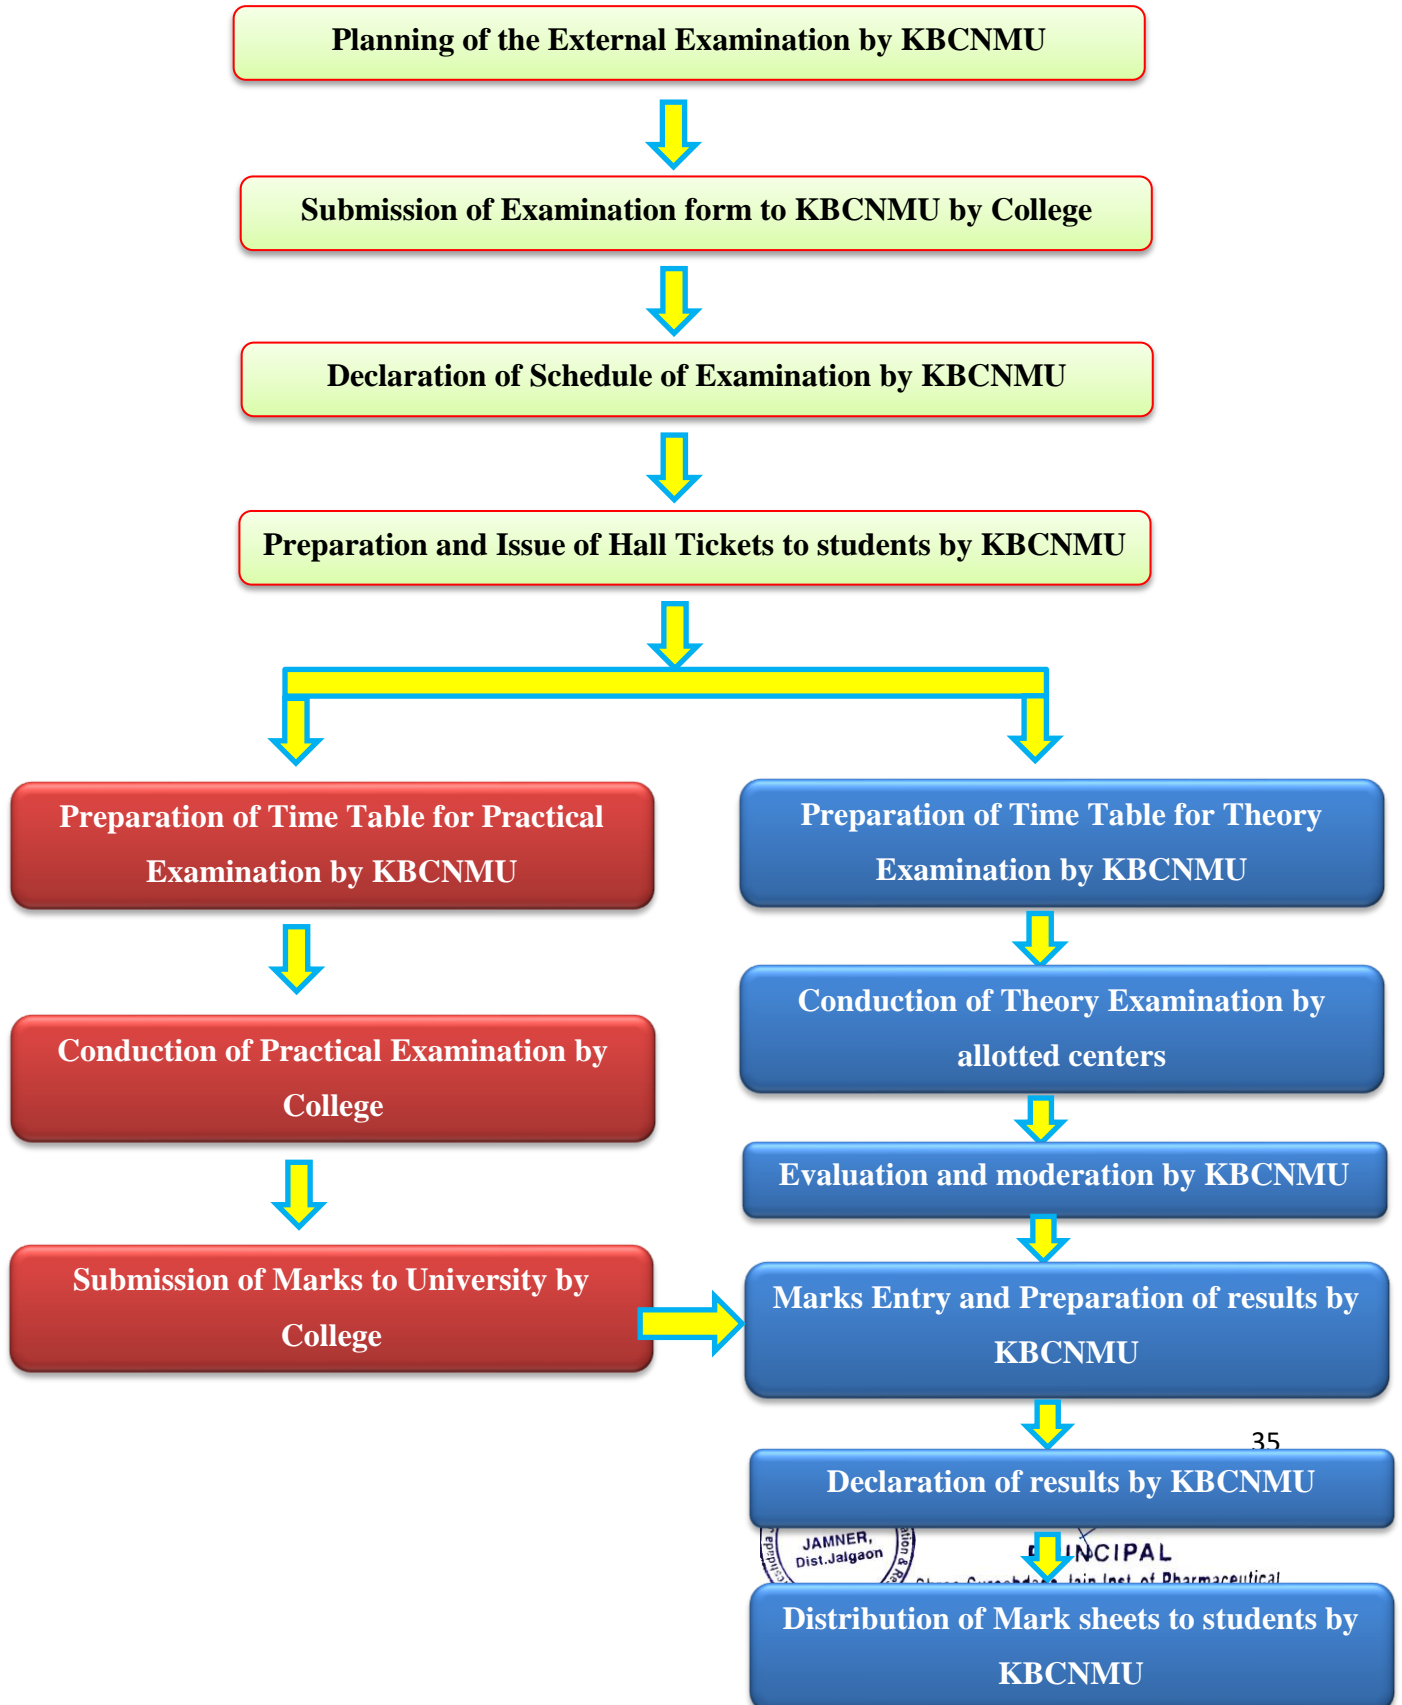 Planning of the External Examination by KBCNMU
Submission of Examination form to KBCNMU by College
Declaration of Schedule of Examination by KBCNMU
Preparation and Issue of Hall Tickets to students by KBCNMU
Preparation of Time Table for Practical
Examination by KBCNMU
Conduction of Practical Examination by
College
Submission of Marks to University by
College
Preparation of Time Table for Theory
Examination by KBCNMU
Conduction of Theory Examination by
allotted centers
Evaluation and moderation by KBCNMU
Marks Entry and Preparation of results by
KBCNMU
35
Declaration of results by KBCNMU
JAMNER,
Dist.Jalgaon
Jain Inst. of Pharmaceutical
Distribution of Mark sheets to students by
KBCNMU